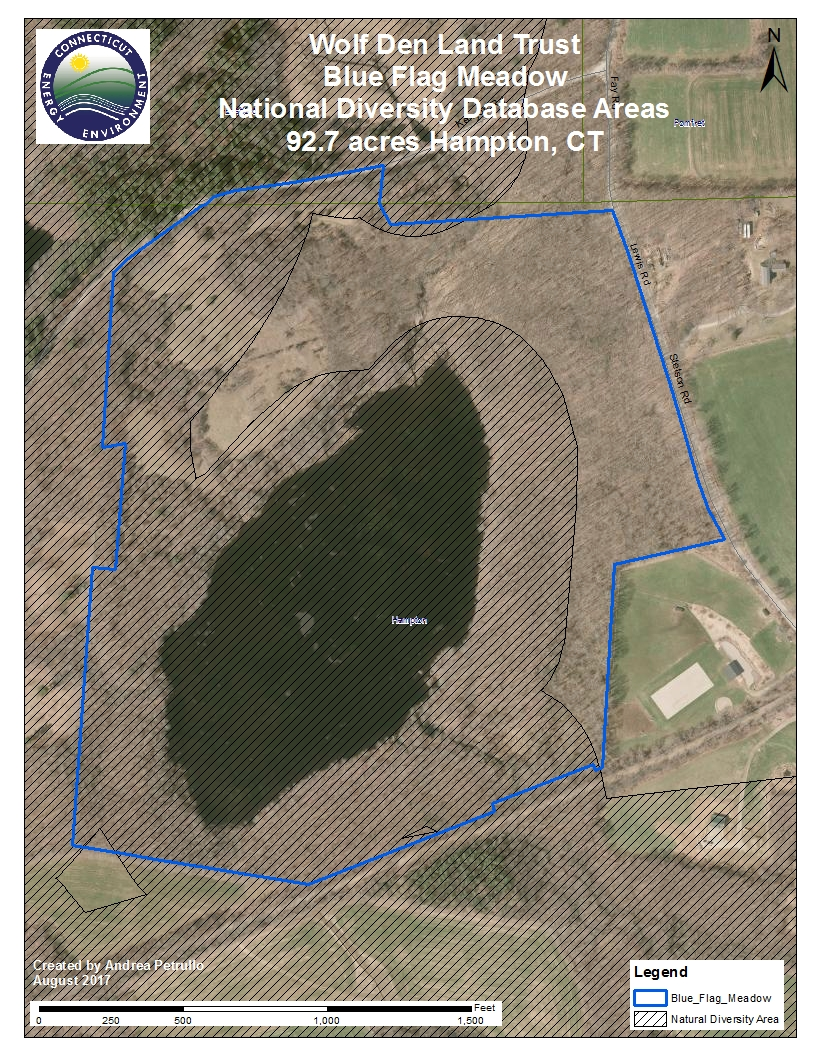 CONNECTICUT
ENERGY
ENVIRONMENT
Wolf Den Land Trust
Blue Flag Meadow
National Diversity Database Areas
92.7 acres Hampton, CT
N
Pomfret
Lewis Rd
Stetson Rd
Hampton
Created by Andrea Petrullo
August 2017
Feet
0 250 500 1,000 1,500
Legend
Blue_Flag_Meadow
Natural Diversity Area